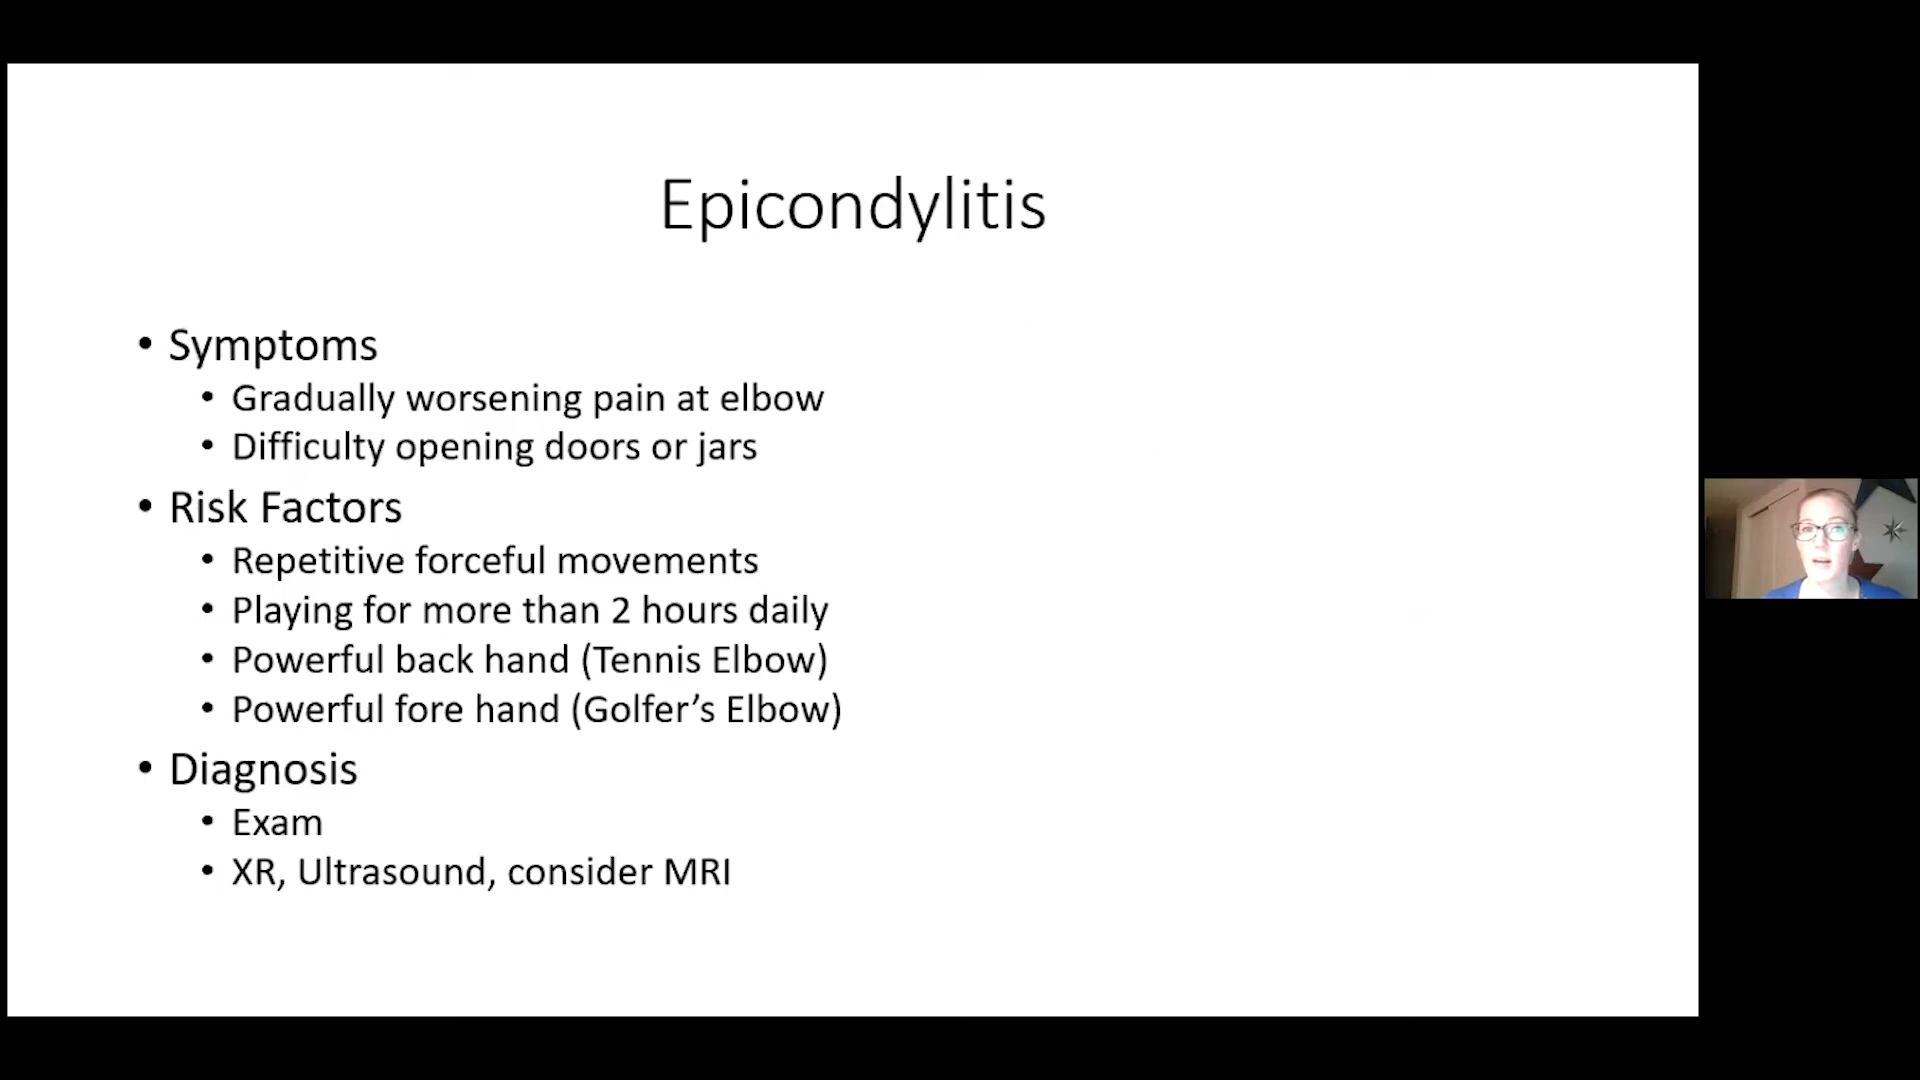 Epicondylitis
• Symptoms
• Gradually worsening pain at elbow
• Difficulty opening doors or jars
• Risk Factors
• Repetitive forceful movements
• Playing for more than 2 hours daily
• Powerful back hand (Tennis Elbow)
• Powerful fore hand (Golfer’s Elbow)
• Diagnosis
• Exam
• XR, Ultrasound, consider MRI